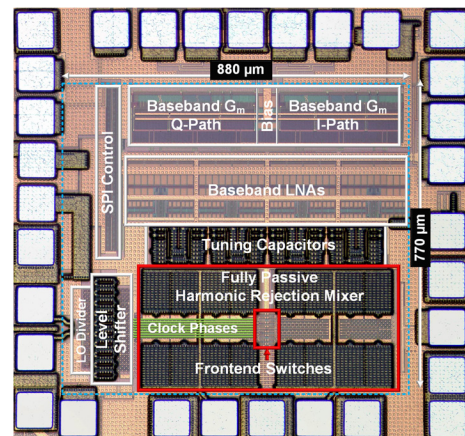 880 µm
Baseband Gm
Q-Path
Bias
Baseband Gm
I-Path
SPI Control
Baseband LNAs
770 µm
Tuning Capacitors
Fully Passive
Harmonic Rejection Mixer
LO Divider
Level
Shifter
Clock Phases
Frontend Switches